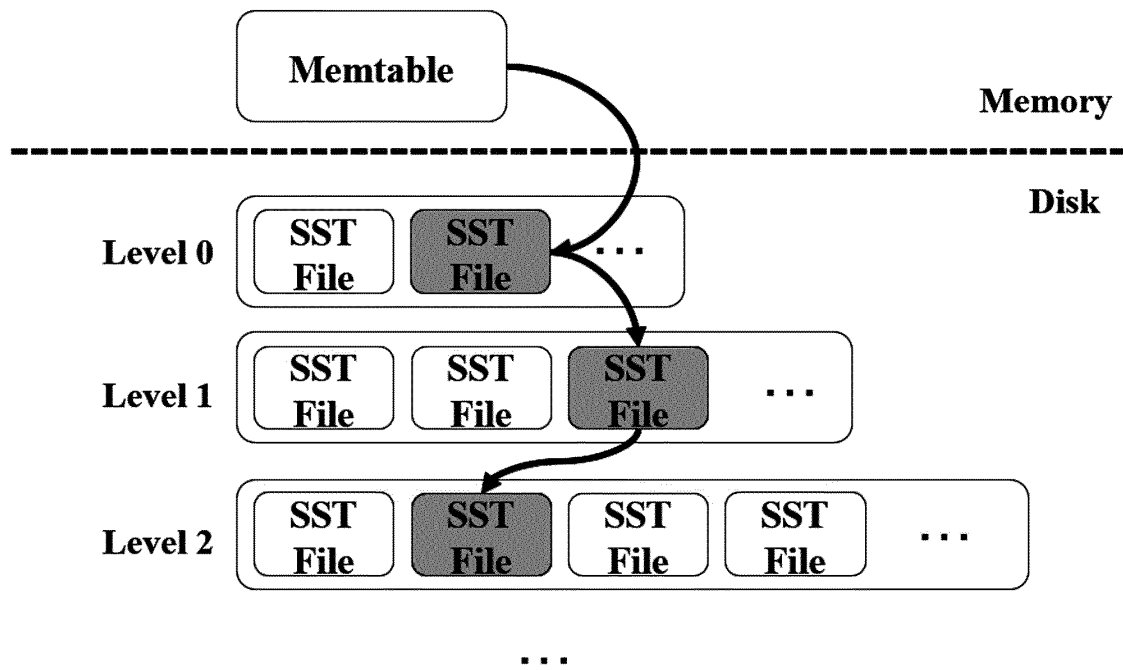 Memtable
Memory
Disk
Level 0
SST File
SST File
...
Level 1
SST File
SST File
SST File
...
Level 2
SST File
SST File
SST File
SST File
...
...